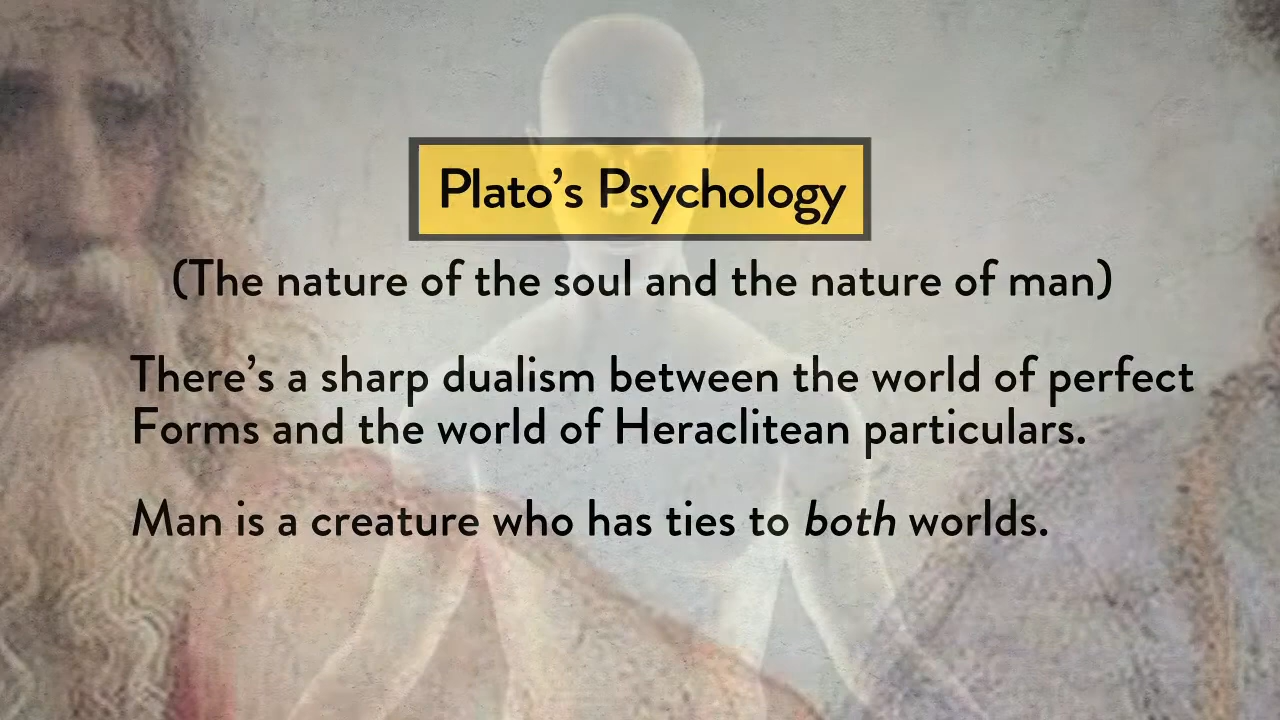 Plato’s Psychology
(The nature of the soul and the nature of man)
There’s a sharp dualism between the world of perfect
Forms and the world of Heraclitean particulars.
Man is a creature who has ties to both worlds.